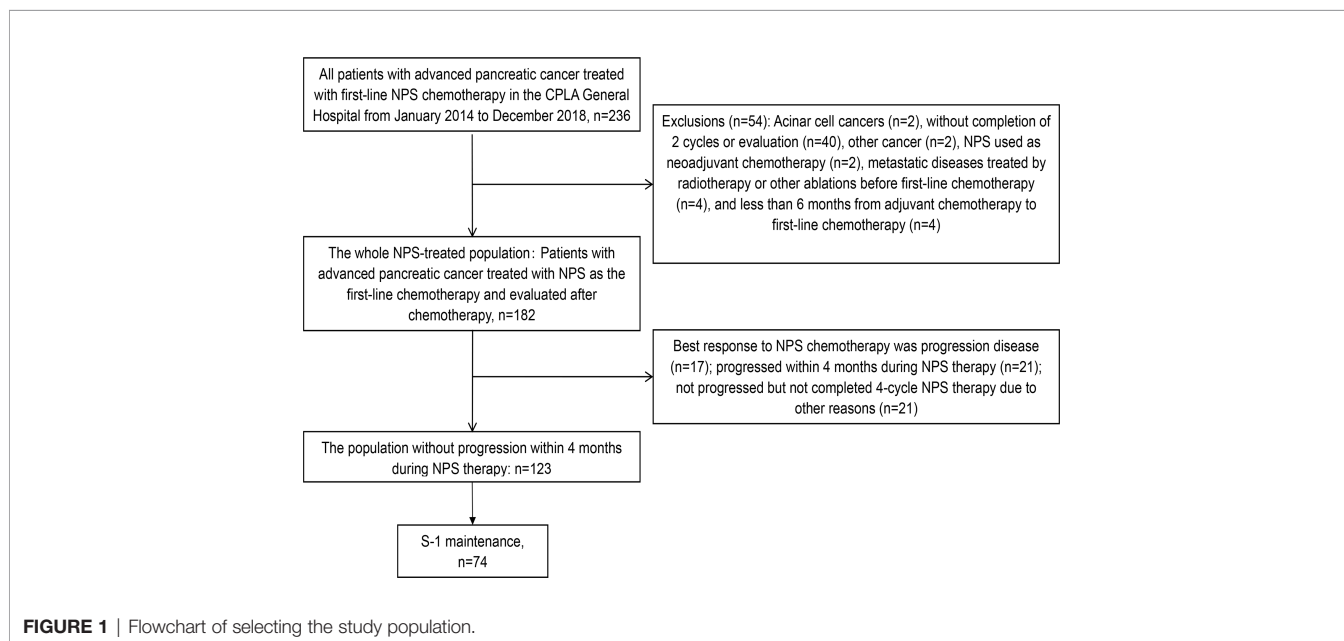 All patients with advanced pancreatic cancer treated
with first-line NPS chemotherapy in the CPLA General
Hospital from January 2014 to December 2018, n=236
Exclusions (n=54): Acinar cell cancers (n=2), without completion of
2 cycles or evaluation (n=40), other cancer (n=2), NPS used as
neoadjuvant chemotherapy (n=2), metastatic diseases treated by
radiotherapy or other ablations before first-line chemotherapy
(n=4), and less than 6 months from adjuvant chemotherapy to
first-line chemotherapy (n=4)
The whole NPS-treated population: Patients with
advanced pancreatic cancer treated with NPS as the
first-line chemotherapy and evaluated after
chemotherapy, n=182
Best response to NPS chemotherapy was progression disease
(n=17); progressed within 4 months during NPS therapy (n=21);
not progressed but not completed 4-cycle NPS therapy due to
other reasons (n=21)
The population without progression within 4 months
during NPS therapy: n=123
S-1 maintenance,
n=74
FIGURE 1 | Flowchart of selecting the study population.